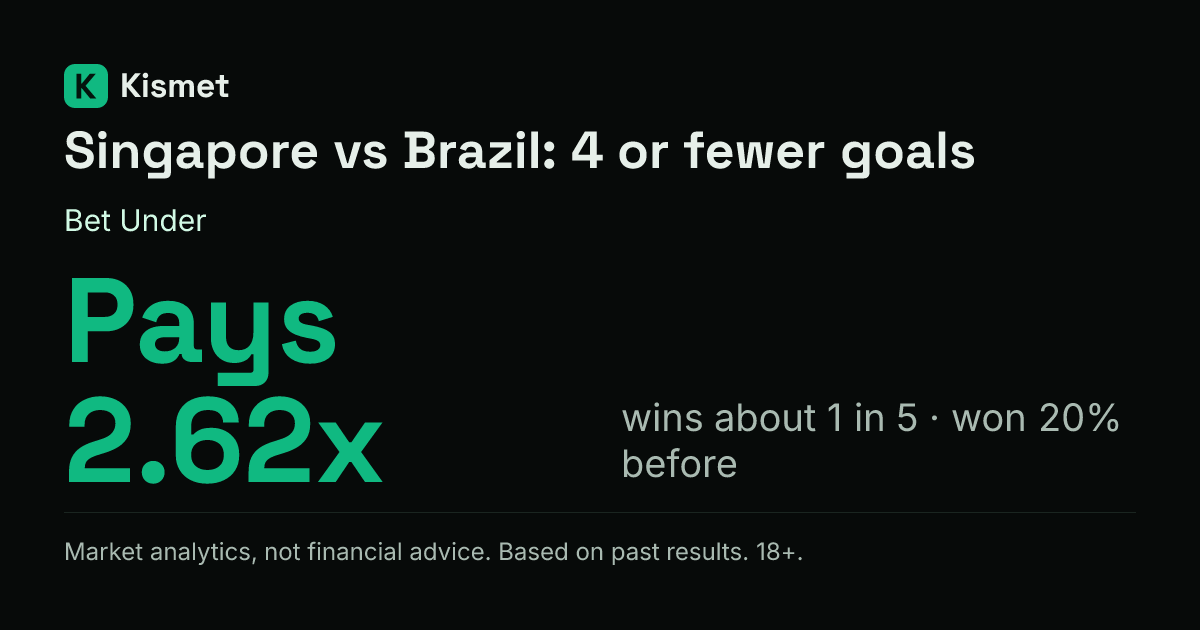 K Kismet
Singapore vs Brazil: 4 or fewer goals
Bet Under
Pays
2.62x
wins about 1 in 5 · won 20%
before
Market analytics, not financial advice. Based on past results. 18+.